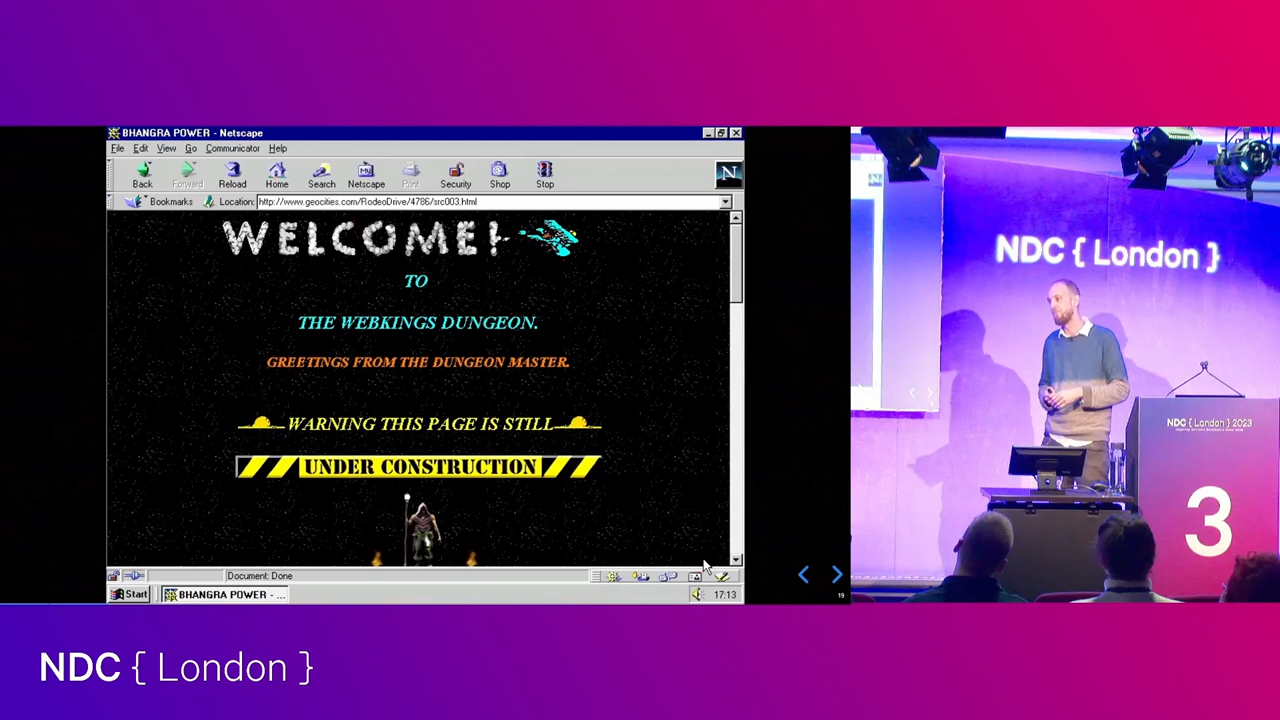 BHANGRA POWER - Netscape
File Edit View Go Communicator Help
Back Forward Reload Home Search Netscape Print Security Shop Stop
N
Bookmarks Location: http://www.geocities.com/RodeoDrive/4786/src003.html
WELCOME!
TO
THE WEBKINGS DUNGEON.
GREETINGS FROM THE DUNGEON MASTER.
WARNING THIS PAGE IS STILL
UNDER CONSTRUCTION
Document: Done
Start BHANGRA POWER - ... 17:13
19
NDC { London }
NDC { London } 2023
3
NDC { London }